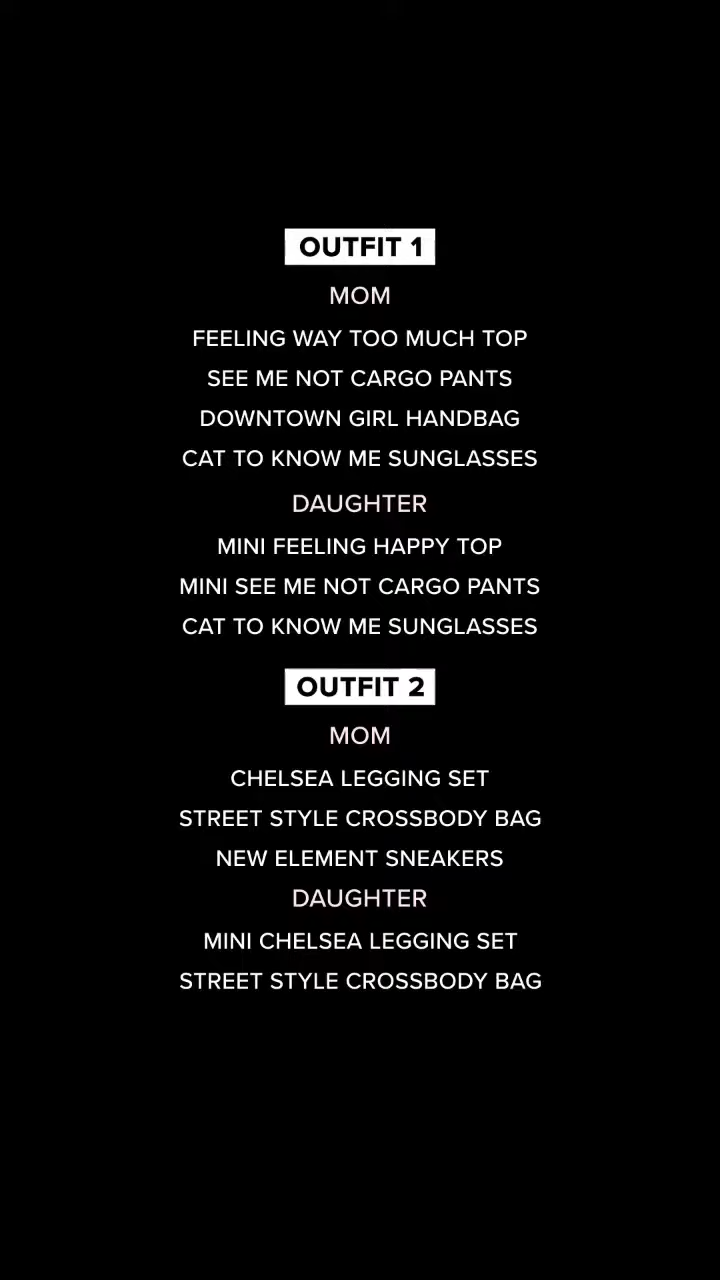 OUTFIT 1
MOM
FEELING WAY TOO MUCH TOP
SEE ME NOT CARGO PANTS
DOWNTOWN GIRL HANDBAG
CAT TO KNOW ME SUNGLASSES
DAUGHTER
MINI FEELING HAPPY TOP
MINI SEE ME NOT CARGO PANTS
CAT TO KNOW ME SUNGLASSES
OUTFIT 2
MOM
CHELSEA LEGGING SET
STREET STYLE CROSSBODY BAG
NEW ELEMENT SNEAKERS
DAUGHTER
MINI CHELSEA LEGGING SET
STREET STYLE CROSSBODY BAG